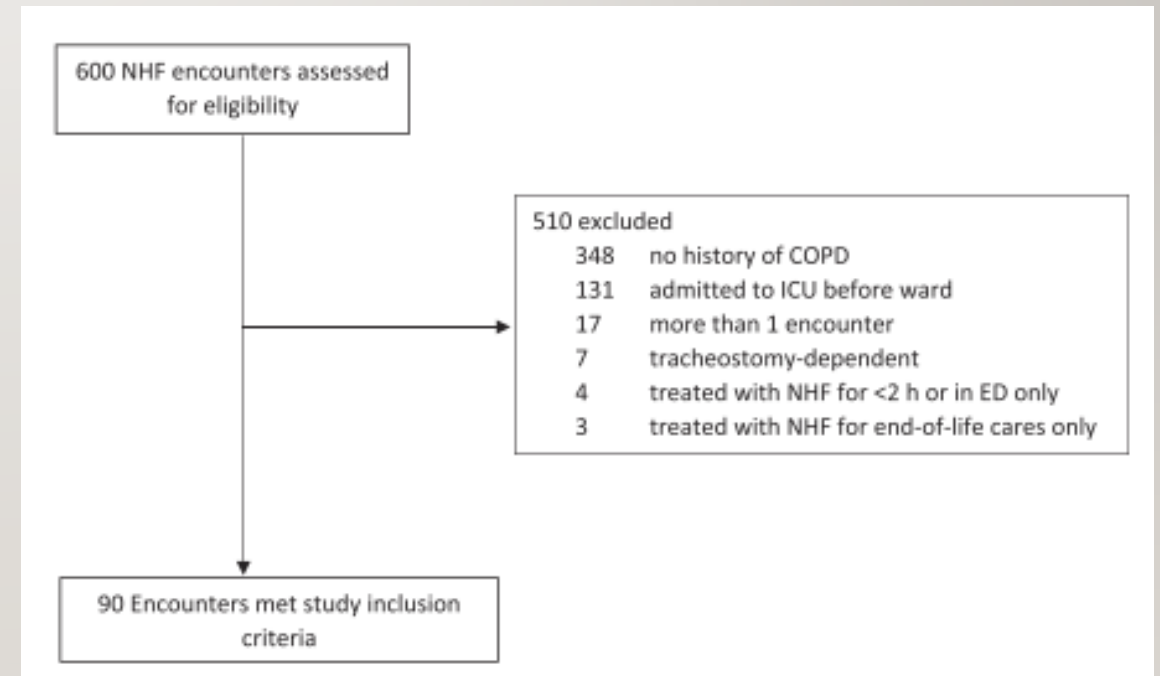 600 NHF encounters assessed
for eligibility
510 excluded
348 no history of COPD
131 admitted to ICU before ward
17 more than 1 encounter
7 tracheostomy-dependent
4 treated with NHF for <2 h or in ED only
3 treated with NHF for end-of-life cares only
90 Encounters met study inclusion
criteria